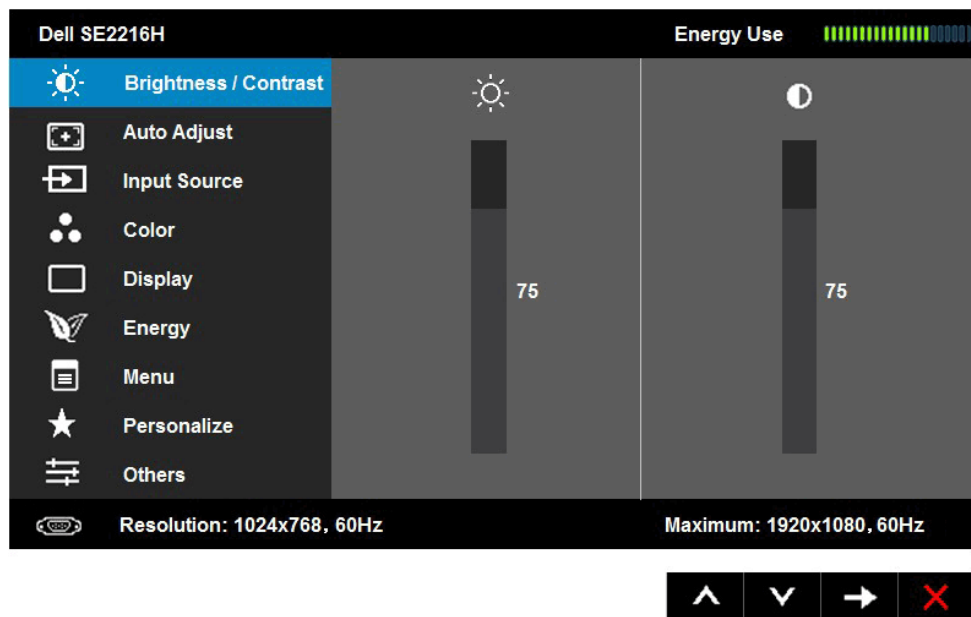 Dell SE2216H Energy Use
Brightness / Contrast
Auto Adjust
Input Source
Color
Display
75 75
Energy
Menu
Personalize
Others
Resolution: 1024x768, 60Hz Maximum: 1920x1080, 60Hz